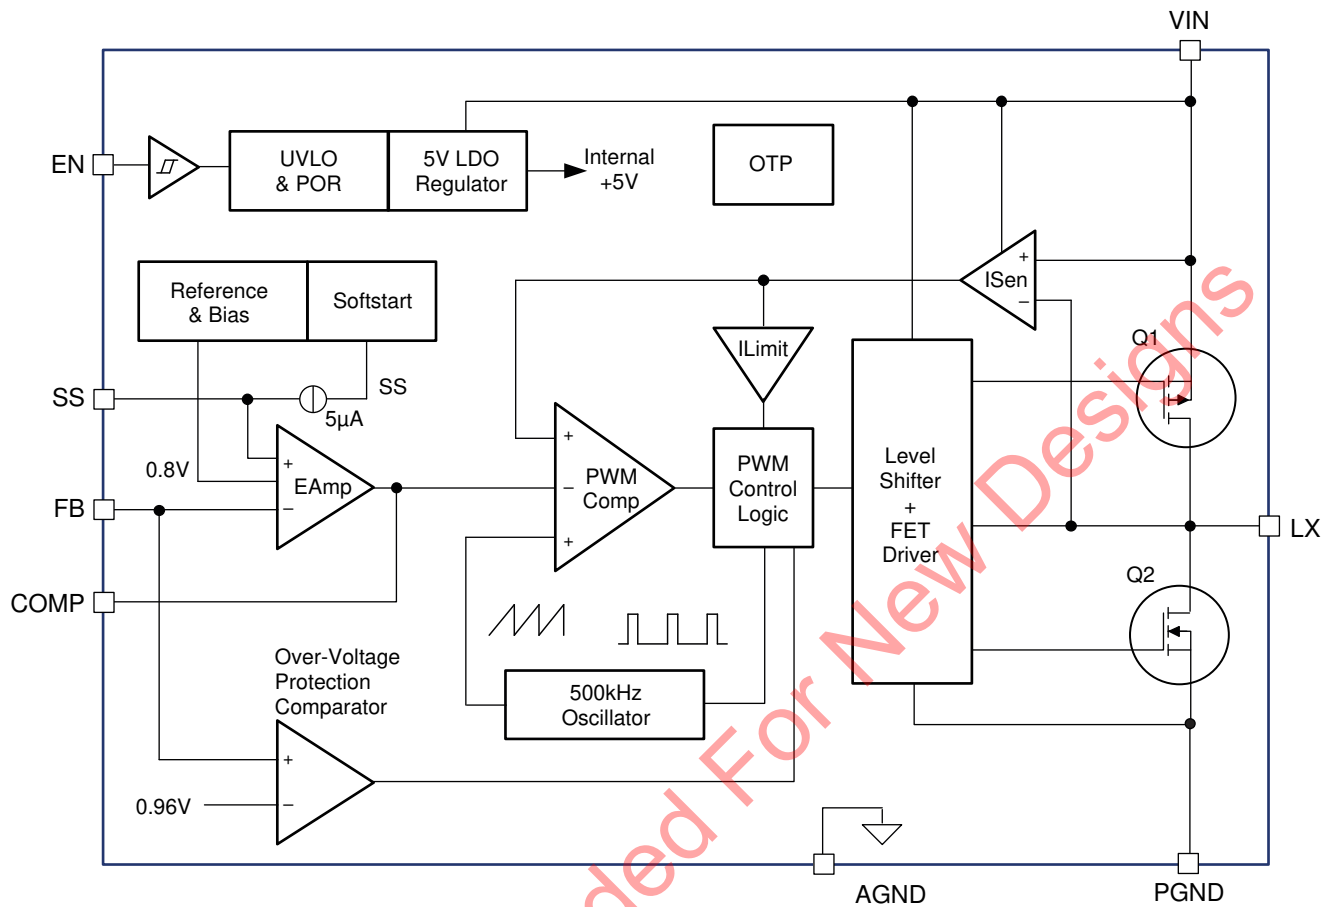 VIN
EN
UVLO
& POR
5V LDO
Regulator
Internal
+5V
OTP
Reference
& Bias
Softstart
+
ISen
−
ILimit
Q1
SS
SS
5µA
0.8V
+
EAmp
−
FB
+
PWM
Comp
−
+
PWM
Control
Logic
Level
Shifter
+
FET
Driver
LX
Q2
COMP
Over-Voltage
Protection
Comparator
500kHz
Oscillator
+
0.96V
−
AGND
PGND
ded For New Designs